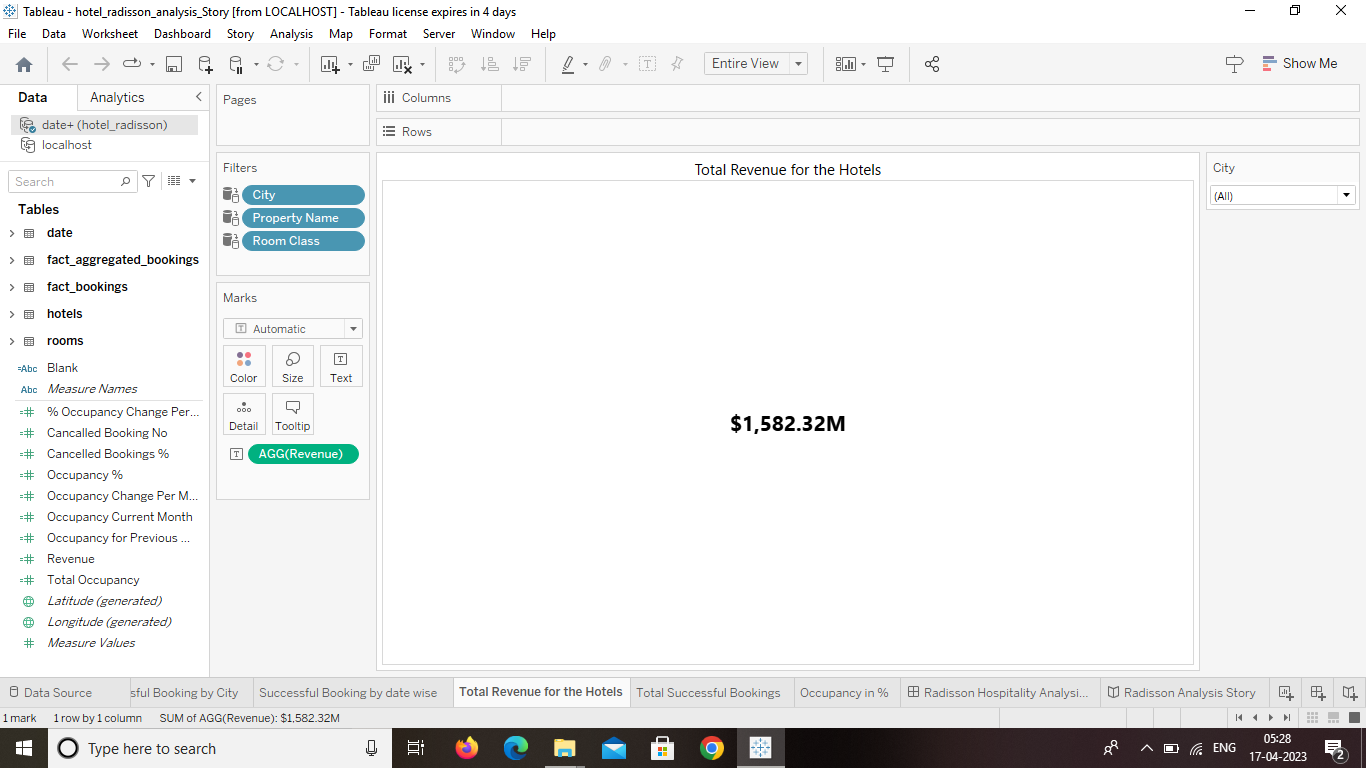 Tableau - hotel_radisson_analysis_Story [from LOCALHOST] - Tableau license expires in 4 days
File Data Worksheet Dashboard Story Analysis Map Format Server Window Help
Entire View
Show Me
Data Analytics
date+ (hotel_radisson)
localhost
Search
Tables
date
fact_aggregated_bookings
fact_bookings
hotels
rooms
=Abc Blank
Abc Measure Names
=# % Occupancy Change Per...
=# Cancalled Booking No
=# Cancelled Bookings %
=# Occupancy %
=# Occupancy Change Per M...
=# Occupancy Current Month
=# Occupancy for Previous ...
=# Revenue
=# Total Occupancy
Latitude (generated)
Longitude (generated)
# Measure Values
Pages
Filters
City
Property Name
Room Class
Marks
T Automatic
Color Size T Text
Detail Tooltip
T AGG(Revenue)
Columns
Rows
Total Revenue for the Hotels
$1,582.32M
City
(All)
Data Source sful Booking by City Successful Booking by date wise Total Revenue for the Hotels Total Successful Bookings Occupancy in % Radisson Hospitality Analysi... Radisson Analysis Story
1 mark 1 row by 1 column SUM of AGG(Revenue): $1,582.32M
Type here to search
ENG
05:28
17-04-2023
2